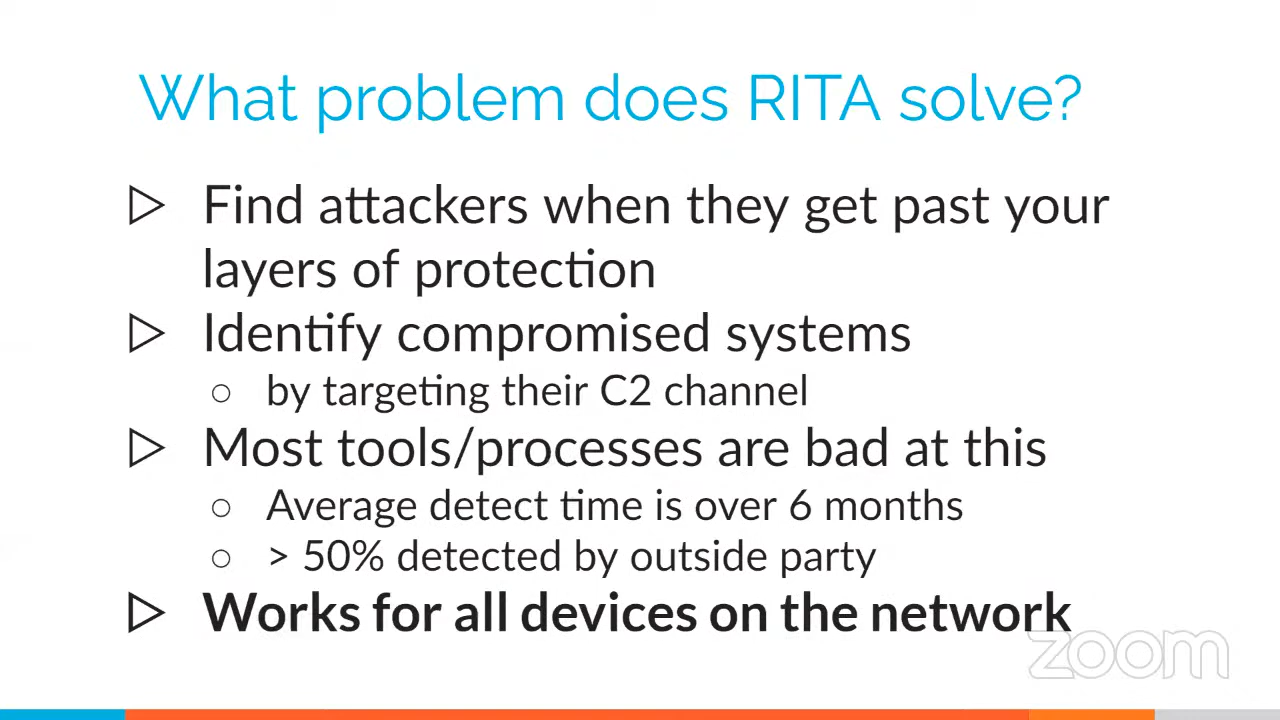 What problem does RITA solve?
▷ Find attackers when they get past your
layers of protection
▷ Identify compromised systems
○ by targeting their C2 channel
▷ Most tools/processes are bad at this
○ Average detect time is over 6 months
○ > 50% detected by outside party
▷ Works for all devices on the network
zoom